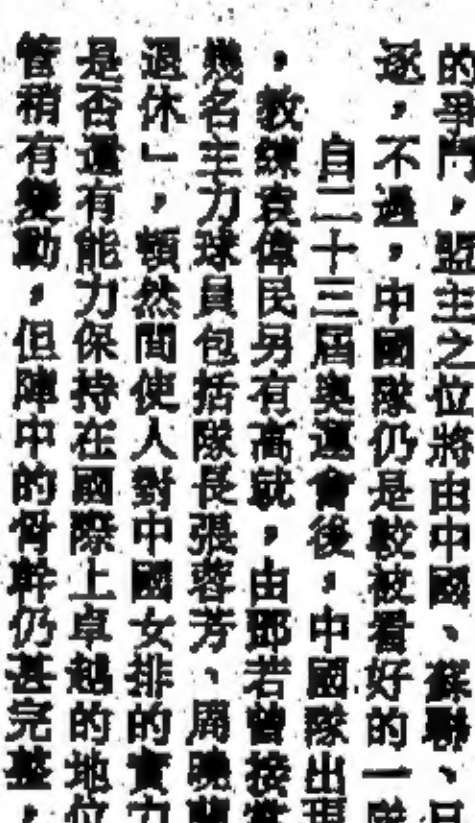 的爭鬥，盟主之位將由中國、蘇聯、日
逐，不過，中國隊仍是較被看好的一隊
自二十三屆奧運會後，中國隊出現
，教練袁偉民另有高就，由鄧若曾接掌
幾名主力球員包括隊長張蓉芳、周曉蘭
退休」，頓然間使人對中國女排的實力
是否還有能力保持在國際上卓越的地位
管稍有變動，但陣中的骨幹仍甚完整，